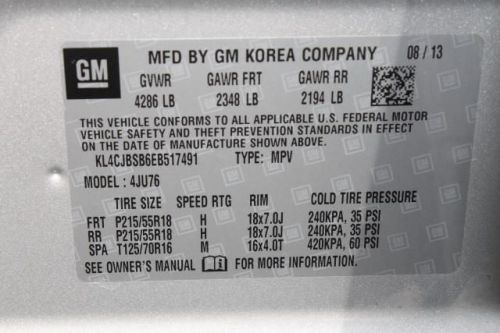 GM
MFD BY GM KOREA COMPANY 08/13
GVWR GAWR FRT GAWR RR
4286 LB 2348 LB 2194 LB
THIS VEHICLE CONFORMS TO ALL APPLICABLE U.S. FEDERAL MOTOR
VEHICLE SAFETY AND THEFT PREVENTION STANDARDS IN EFFECT
ON THE DATE OF MANUFACTURE SHOWN ABOVE.
KL4CJBSB6EB517491 TYPE: MPV
MODEL: 4JU76
TIRE SIZE SPEED RTG RIM COLD TIRE PRESSURE
FRT P215/55R18 H 18x7.0J 240KPA, 35 PSI
RR P215/55R18 H 18x7.0J 240KPA, 35 PSI
SPA T125/70R16 M 16x4.0T 420KPA, 60 PSI
SEE OWNER'S MANUAL FOR MORE INFORMATION.